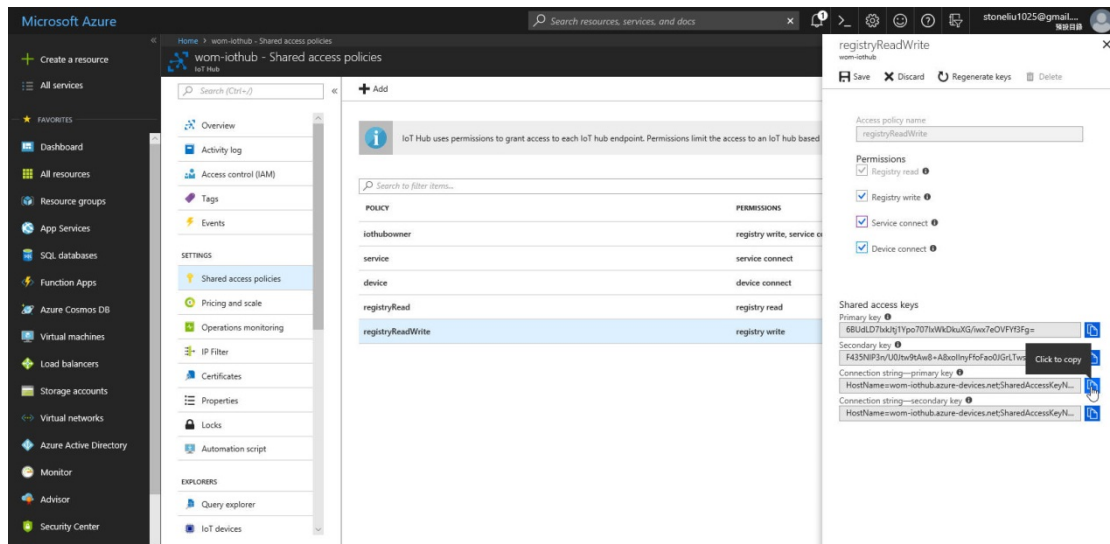 Microsoft Azure
Search resources, services, and docs
stoneliu1025@gmail....
預設目錄
Create a resource
All services
FAVORITES
Dashboard
All resources
Resource groups
App Services
SQL databases
Function Apps
Azure Cosmos DB
Virtual machines
Load balancers
Storage accounts
Virtual networks
Azure Active Directory
Monitor
Advisor
Security Center
Home > wom-iothub - Shared access policies
wom-iothub - Shared access policies
IoT Hub
Search (Ctrl+/)
Overview
Activity log
Access control (IAM)
Tags
Events
SETTINGS
Shared access policies
Pricing and scale
Operations monitoring
IP Filter
Certificates
Properties
Locks
Automation script
EXPLORERS
Query explorer
IoT devices
Add
IoT Hub uses permissions to grant access to each IoT hub endpoint. Permissions limit the access to an IoT hub based
Search to filter items...
POLICY PERMISSIONS
iothubowner registry write, service c
service service connect
device device connect
registryRead registry read
registryReadWrite registry write
registryReadWrite
wom-iothub
Save Discard Regenerate keys Delete
Access policy name
registryReadWrite
Permissions
Registry read
Registry write
Service connect
Device connect
Shared access keys
Primary key
Secondary key
Click to copy
Connection string—primary key
HostName=wom-iothub.azure-devices.net;SharedAccessKeyN...
Connection string—secondary key
HostName=wom-iothub.azure-devices.net;SharedAccessKeyN...